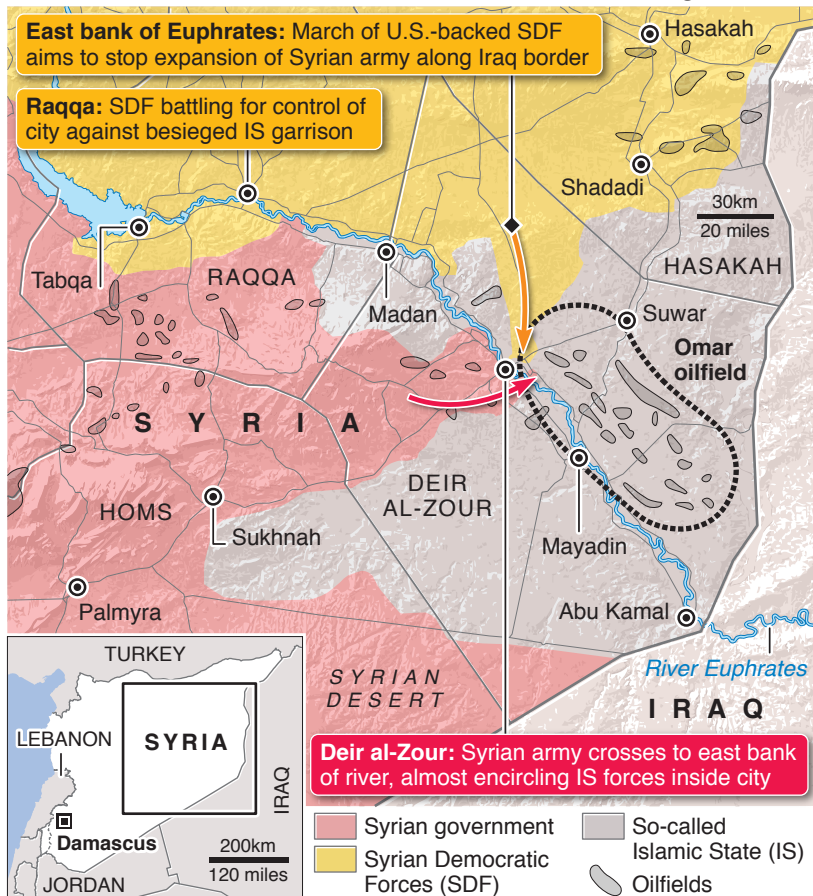 East bank of Euphrates: March of U.S.-backed SDF
aims to stop expansion of Syrian army along Iraq border
Hasakah
Raqqa: SDF battling for control of
city against besieged IS garrison
Shadadi
30km
20 miles
Tabqa
RAQQA
Madan
HASAKAH
Suwar
Omar
oilfield
SYRIA
DEIR
AL-ZOUR
HOMS
Sukhnah
Mayadin
Palmyra
Abu Kamal
River Euphrates
SYRIAN
DESERT
IRAQ
Deir al-Zour: Syrian army crosses to east bank
of river, almost encircling IS forces inside city
TURKEY
LEBANON
SYRIA
IRAQ
Damascus
200km
120 miles
JORDAN
Syrian government
Syrian Democratic
Forces (SDF)
So-called
Islamic State (IS)
Oilfields